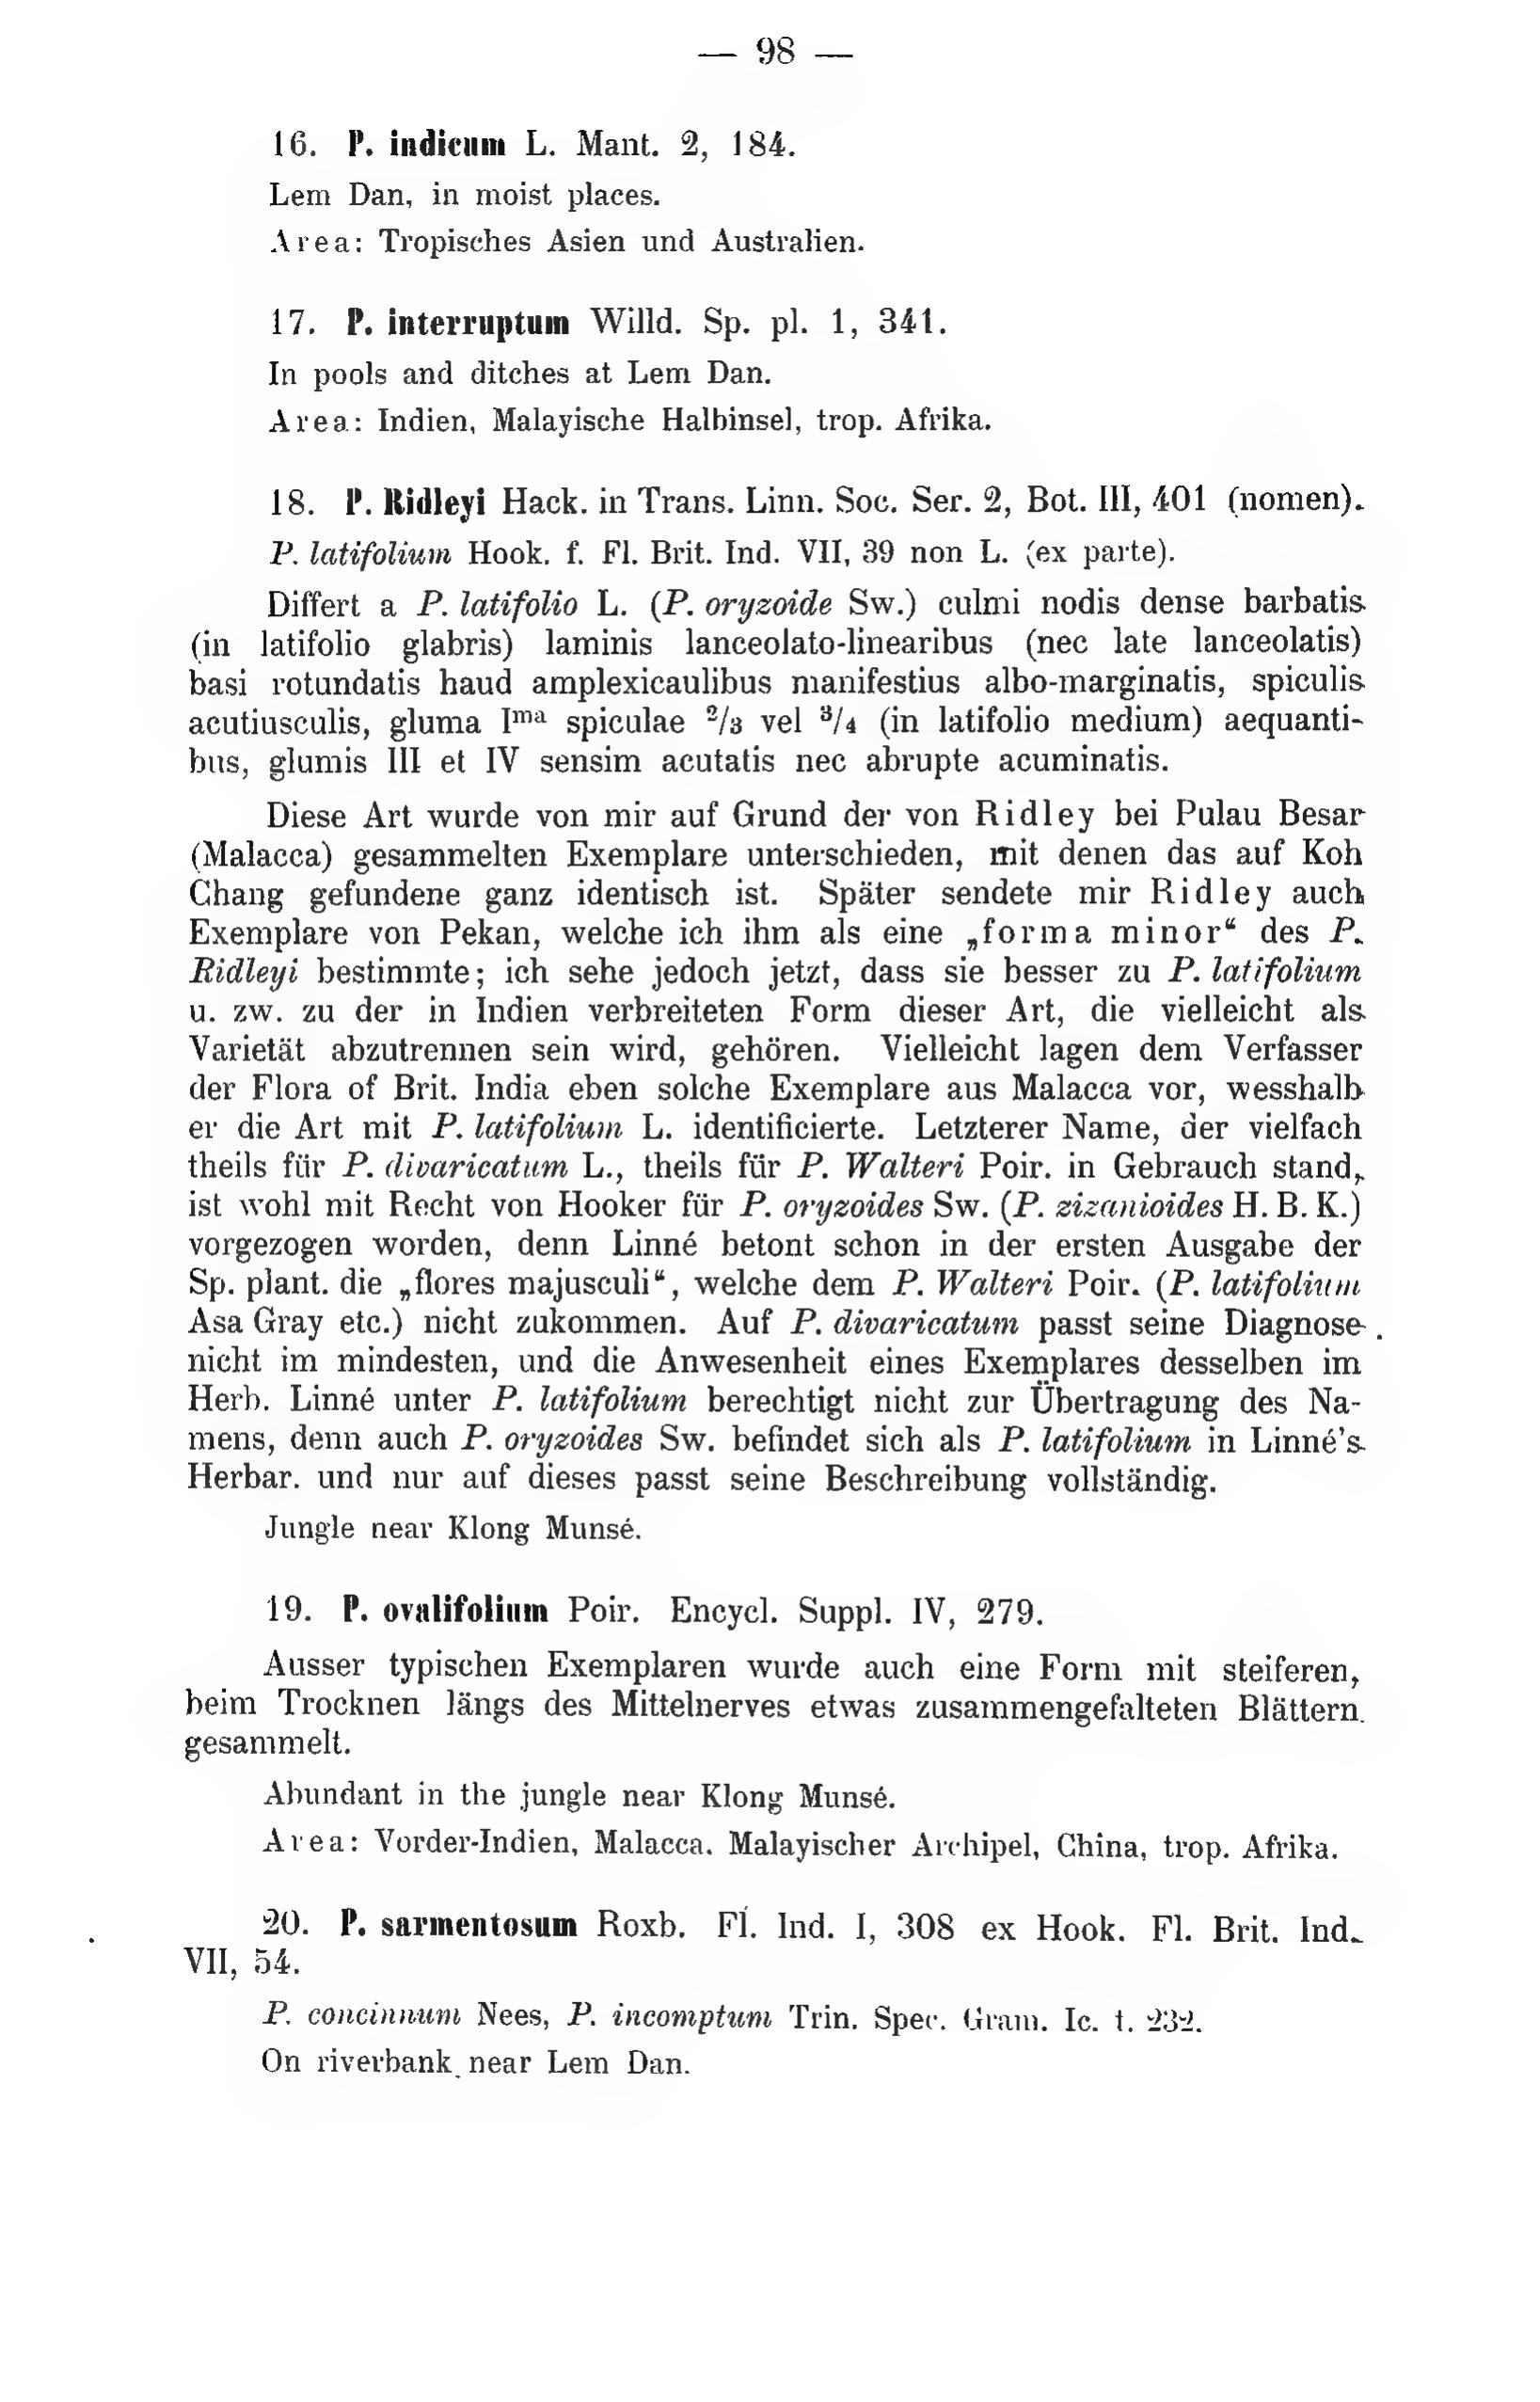 — 98 —
16. P. indicum L. Mant. 2, 184.
Lem Dan, in moist places.
Area: Tropisches Asien und Australien.
17. P. interruptum Willd. Sp. pl. 1, 341.
In pools and ditches at Lem Dan.
Area: Indien, Malayische Halbinsel, trop. Afrika.
18. P. Ridleyi Hack. in Trans. Linn. Soc. Ser. 2, Bot. III, 401 (nomen).
P. latifolium Hook. f. Fl. Brit. Ind. VII, 39 non L. (ex parte).
Differt a P. latifolio L. (P. oryzoide Sw.) culmi nodis dense barbatis
(in latifolio glabris) laminis lanceolato-linearibus (nec late lanceolatis)
basi rotundatis haud amplexicaulibus manifestius albo-marginatis, spiculis
acutiusculis, gluma Iᵐᵃ spiculae 2/3 vel 3/4 (in latifolio medium) aequanti-
bus, glumis III et IV sensim acutatis nec abrupte acuminatis.
Diese Art wurde von mir auf Grund der von Ridley bei Pulau Besar
(Malacca) gesammelten Exemplare unterschieden, mit denen das auf Koh
Chang gefundene ganz identisch ist. Später sendete mir Ridley auch
Exemplare von Pekan, welche ich ihm als eine „forma minor“ des P.
Ridleyi bestimmte; ich sehe jedoch jetzt, dass sie besser zu P. latifolium
u. zw. zu der in Indien verbreiteten Form dieser Art, die vielleicht als
Varietät abzutrennen sein wird, gehören. Vielleicht lagen dem Verfasser
der Flora of Brit. India eben solche Exemplare aus Malacca vor, wesshalb
er die Art mit P. latifolium L. identificierte. Letzterer Name, der vielfach
theils für P. divaricatum L., theils für P. Walteri Poir. in Gebrauch stand,
ist wohl mit Recht von Hooker für P. oryzoides Sw. (P. zizanioides H. B. K.)
vorgezogen worden, denn Linné betont schon in der ersten Ausgabe der
Sp. plant. die „flores majusculi“, welche dem P. Walteri Poir. (P. latifolium
Asa Gray etc.) nicht zukommen. Auf P. divaricatum passt seine Diagnose
nicht im mindesten, und die Anwesenheit eines Exemplares desselben im
Herb. Linné unter P. latifolium berechtigt nicht zur Übertragung des Na-
mens, denn auch P. oryzoides Sw. befindet sich als P. latifolium in Linné's
Herbar. und nur auf dieses passt seine Beschreibung vollständig.
Jungle near Klong Munsé.
19. P. ovalifolium Poir. Encycl. Suppl. IV, 279.
Ausser typischen Exemplaren wurde auch eine Form mit steiferen,
beim Trocknen längs des Mittelnerves etwas zusammengefalteten Blättern
gesammelt.
Abundant in the jungle near Klong Munsé.
Area: Vorder-Indien, Malacca. Malayischer Archipel, China, trop. Afrika.
20. P. sarmentosum Roxb. Fl. Ind. I, 308 ex Hook. Fl. Brit. Ind.
VII, 54.
P. concinnum Nees, P. incomptum Trin. Spec. Gram. Ic. t. 232.
On riverbank near Lem Dan.